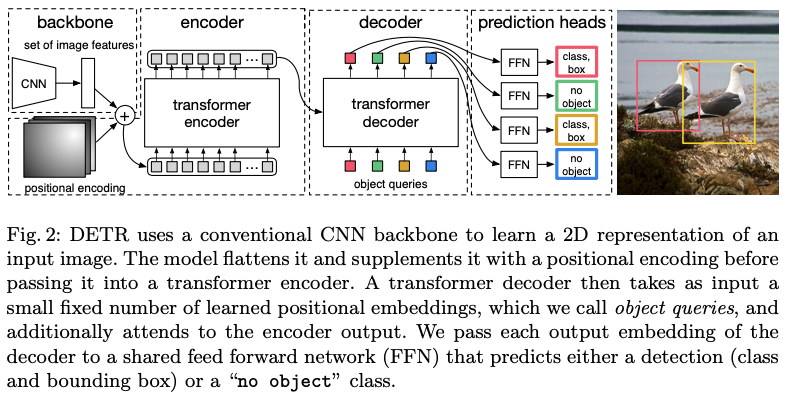 backbone
set of image features
CNN
+
positional encoding
encoder
...
transformer
encoder
...
decoder
transformer
decoder
object queries
prediction heads
FFN
class,
box
FFN
no
object
FFN
class,
box
FFN
no
object
Fig. 2: DETR uses a conventional CNN backbone to learn a 2D representation of an
input image. The model flattens it and supplements it with a positional encoding before
passing it into a transformer encoder. A transformer decoder then takes as input a
small fixed number of learned positional embeddings, which we call object queries, and
additionally attends to the encoder output. We pass each output embedding of the
decoder to a shared feed forward network (FFN) that predicts either a detection (class
and bounding box) or a “no object” class.